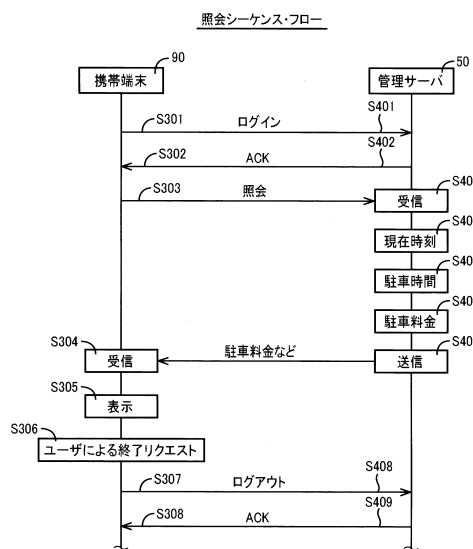 照会シーケンス・フロー
90
50
携帯端末
管理サーバ
S301
ログイン
S401
S302
ACK
S402
S303
照会
S40
受信
S40
現在時刻
S40
駐車時間
S40
駐車料金
S304
受信
駐車料金など
S40
送信
S305
表示
S306
ユーザによる終了リクエスト
S307
ログアウト
S408
S308
ACK
S409